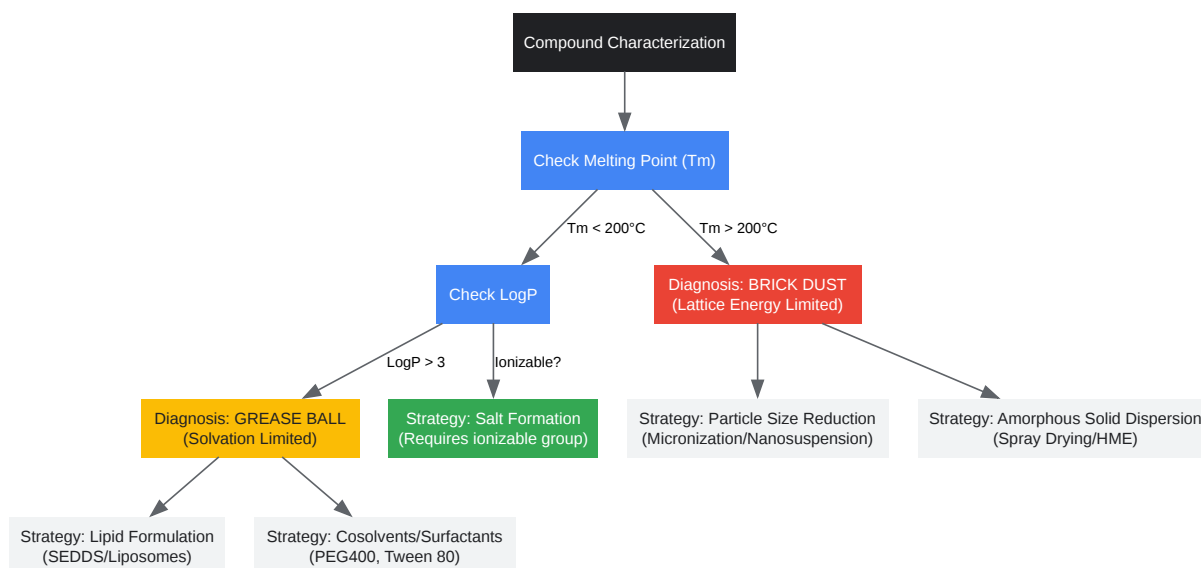 Compound Characterization
Check Melting Point (Tm)
Tm < 200°C
Tm > 200°C
Check LogP
Diagnosis: BRICK DUST
(Lattice Energy Limited)
LogP > 3
Ionizable?
Diagnosis: GREASE BALL
(Solvation Limited)
Strategy: Salt Formation
(Requires ionizable group)
Strategy: Particle Size Reduction
(Micronization/Nanosuspension)
Strategy: Amorphous Solid Dispersion
(Spray Drying/HME)
Strategy: Lipid Formulation
(SEDDS/Liposomes)
Strategy: Cosolvents/Surfactants
(PEG400, Tween 80)